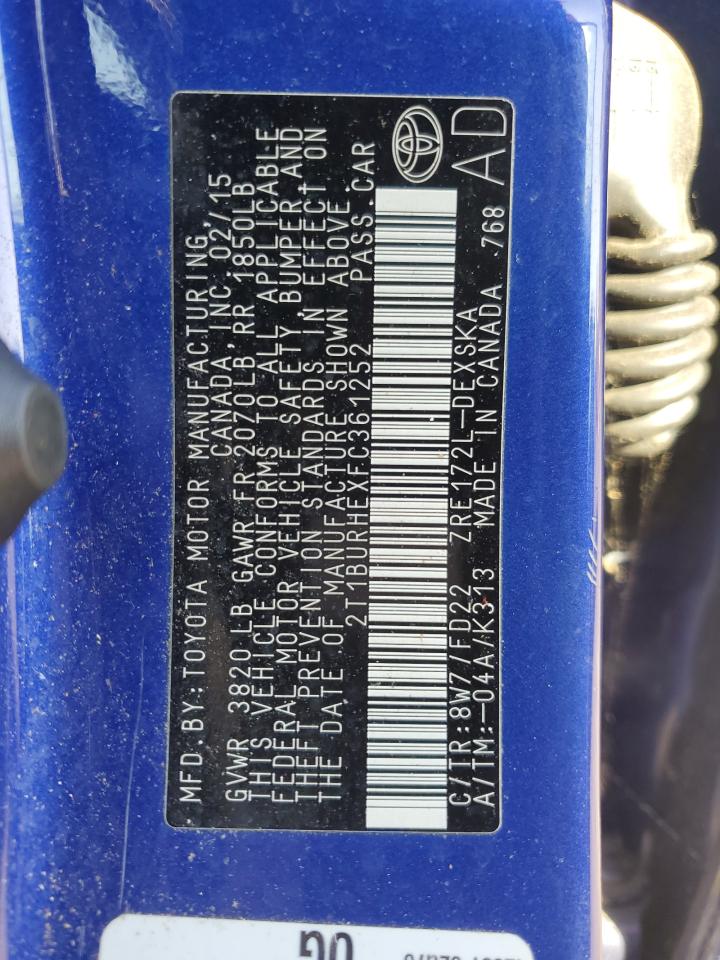 MFD.BY:TOYOTA MOTOR MANUFACTURING,
CANADA, INC. 02/15
GVWR 3820 LB GAWR FR 2020LB,RR 1850LB
THIS VEHICLE CONFORMS TO ALL APPLICABLE
FEDERAL MOTOR VEHICLE SAFETY, BUMPER, AND
THEFT PREVENTION STANDARDS IN EFFECT ON
THE DATE OF MANUFACTURE SHOWN ABOVE.
2T1BURHEXFC361252 PASS.CAR
C/TR:8W7/FD22 ZRE172L-DEXSKA 768
A/TM:-04A/K313 MADE IN CANADA
AD